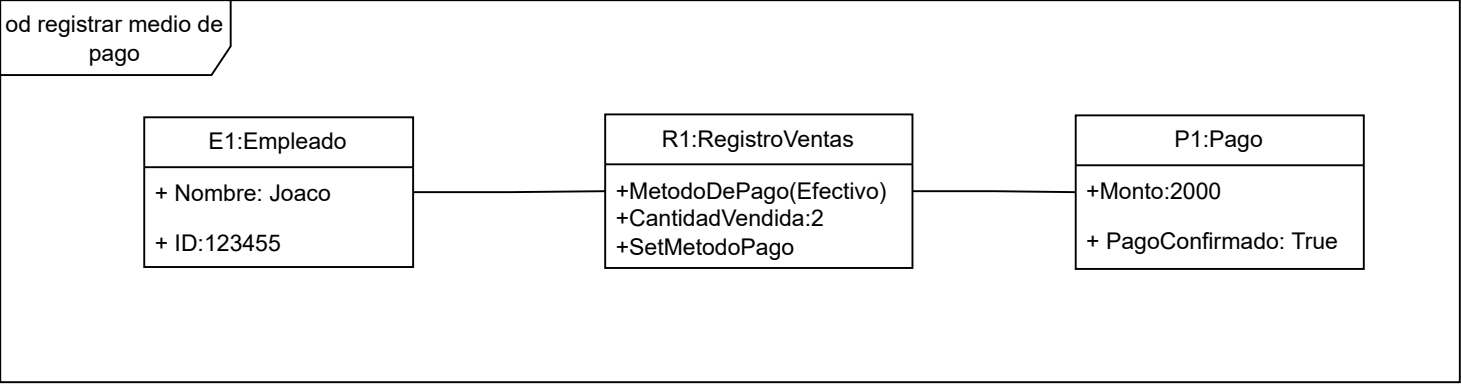 od registrar medio de
pago
E1:Empleado
+ Nombre: Joaco
+ ID:123455
R1:RegistroVentas
+MetodoDePago(Efectivo)
+CantidadVendida:2
+SetMetodoPago
P1:Pago
+Monto:2000
+ PagoConfirmado: True